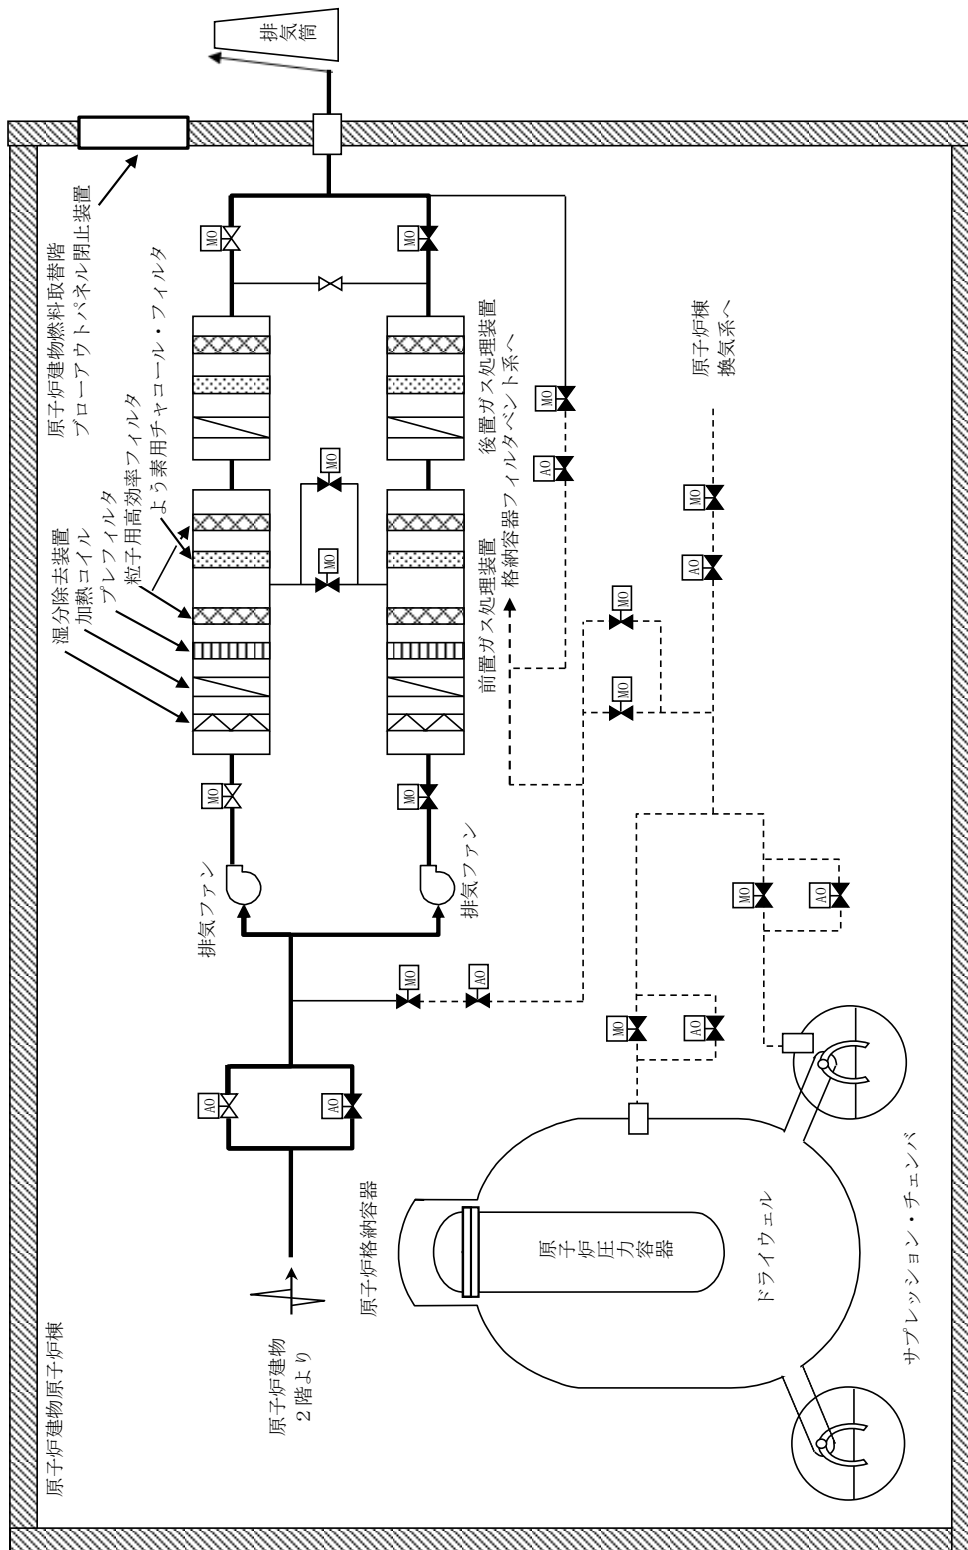 原子炉建物原子炉棟
原子炉建物燃料取替階
ブローアウトパネル閉止装置
排気筒
湿分除去装置
加熱コイル
プレフィルタ
粒子用高効率フィルタ
よう素用チャコール・フィルタ
原子炉建物
2階より
AO
AO
排気ファン
排気ファン
MO
MO
MO
MO
MO
MO
前置ガス処理装置
後置ガス処理装置
格納容器フィルタベント系へ
MO
AO
AO
MO
MO
MO
AO
MO
原子炉棟
換気系へ
MO
AO
MO
AO
原子炉格納容器
原子炉圧力容器
ドライウェル
サプレッション・チェンバ